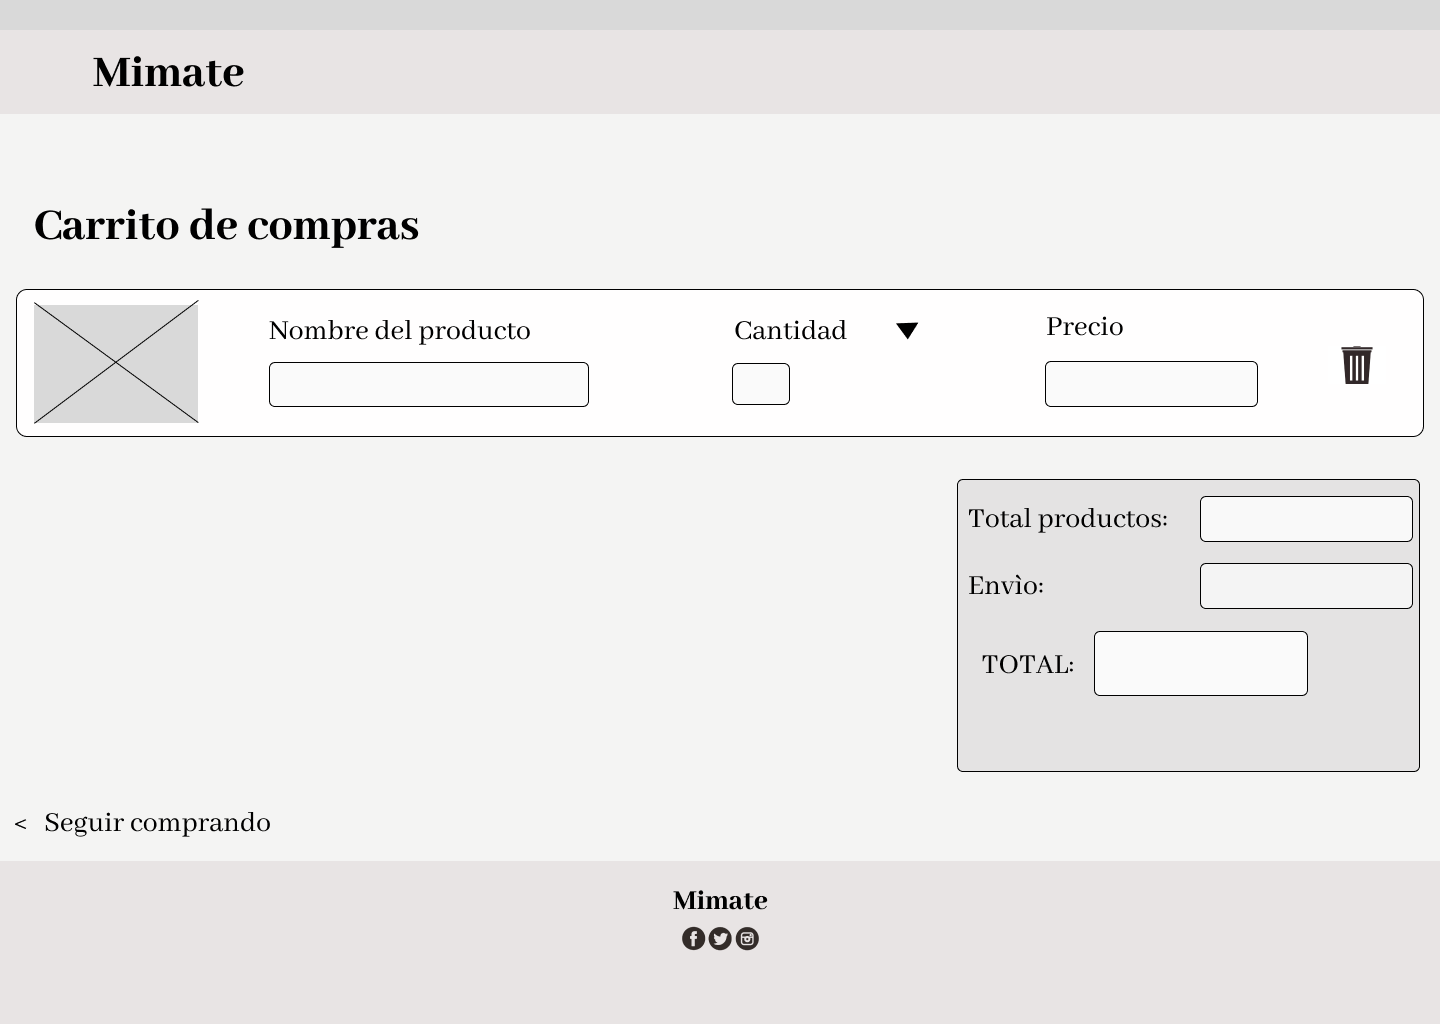 Mimate
Carrito de compras
Nombre del producto
Cantidad
Precio
Total productos:
Envìo:
TOTAL:
< Seguir comprando
Mimate